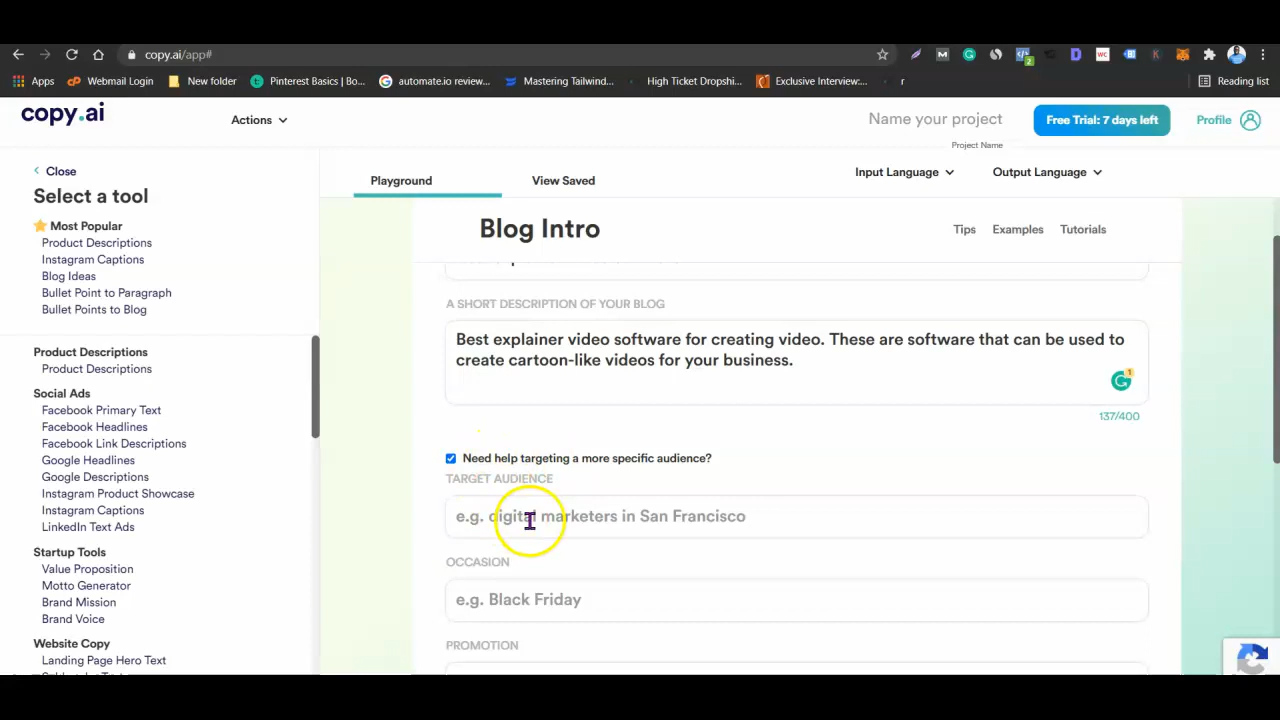 copy.ai/app#
Apps
Webmail Login
New folder
Pinterest Basics | Bo...
automate.io review...
Mastering Tailwind...
High Ticket Dropshi...
Exclusive Interview:...
r
Reading list
copy.ai
Actions
Name your project
Project Name
Free Trial: 7 days left
Profile
Close
Select a tool
Most Popular
Product Descriptions
Instagram Captions
Blog Ideas
Bullet Point to Paragraph
Bullet Points to Blog
Product Descriptions
Product Descriptions
Social Ads
Facebook Primary Text
Facebook Headlines
Facebook Link Descriptions
Google Headlines
Google Descriptions
Instagram Product Showcase
Instagram Captions
LinkedIn Text Ads
Startup Tools
Value Proposition
Motto Generator
Brand Mission
Brand Voice
Website Copy
Landing Page Hero Text
Playground
View Saved
Input Language
Output Language
Blog Intro
Tips
Examples
Tutorials
A SHORT DESCRIPTION OF YOUR BLOG
Best explainer video software for creating video. These are software that can be used to
create cartoon-like videos for your business.
137/400
Need help targeting a more specific audience?
TARGET AUDIENCE
e.g. digital marketers in San Francisco
OCCASION
e.g. Black Friday
PROMOTION